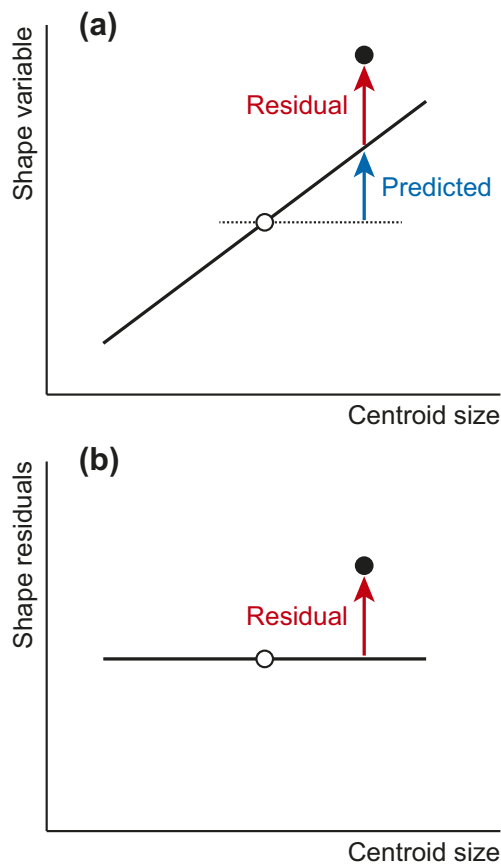 (a)
Shape variable
Residual
Predicted
Centroid size
(b)
Shape residuals
Residual
Centroid size